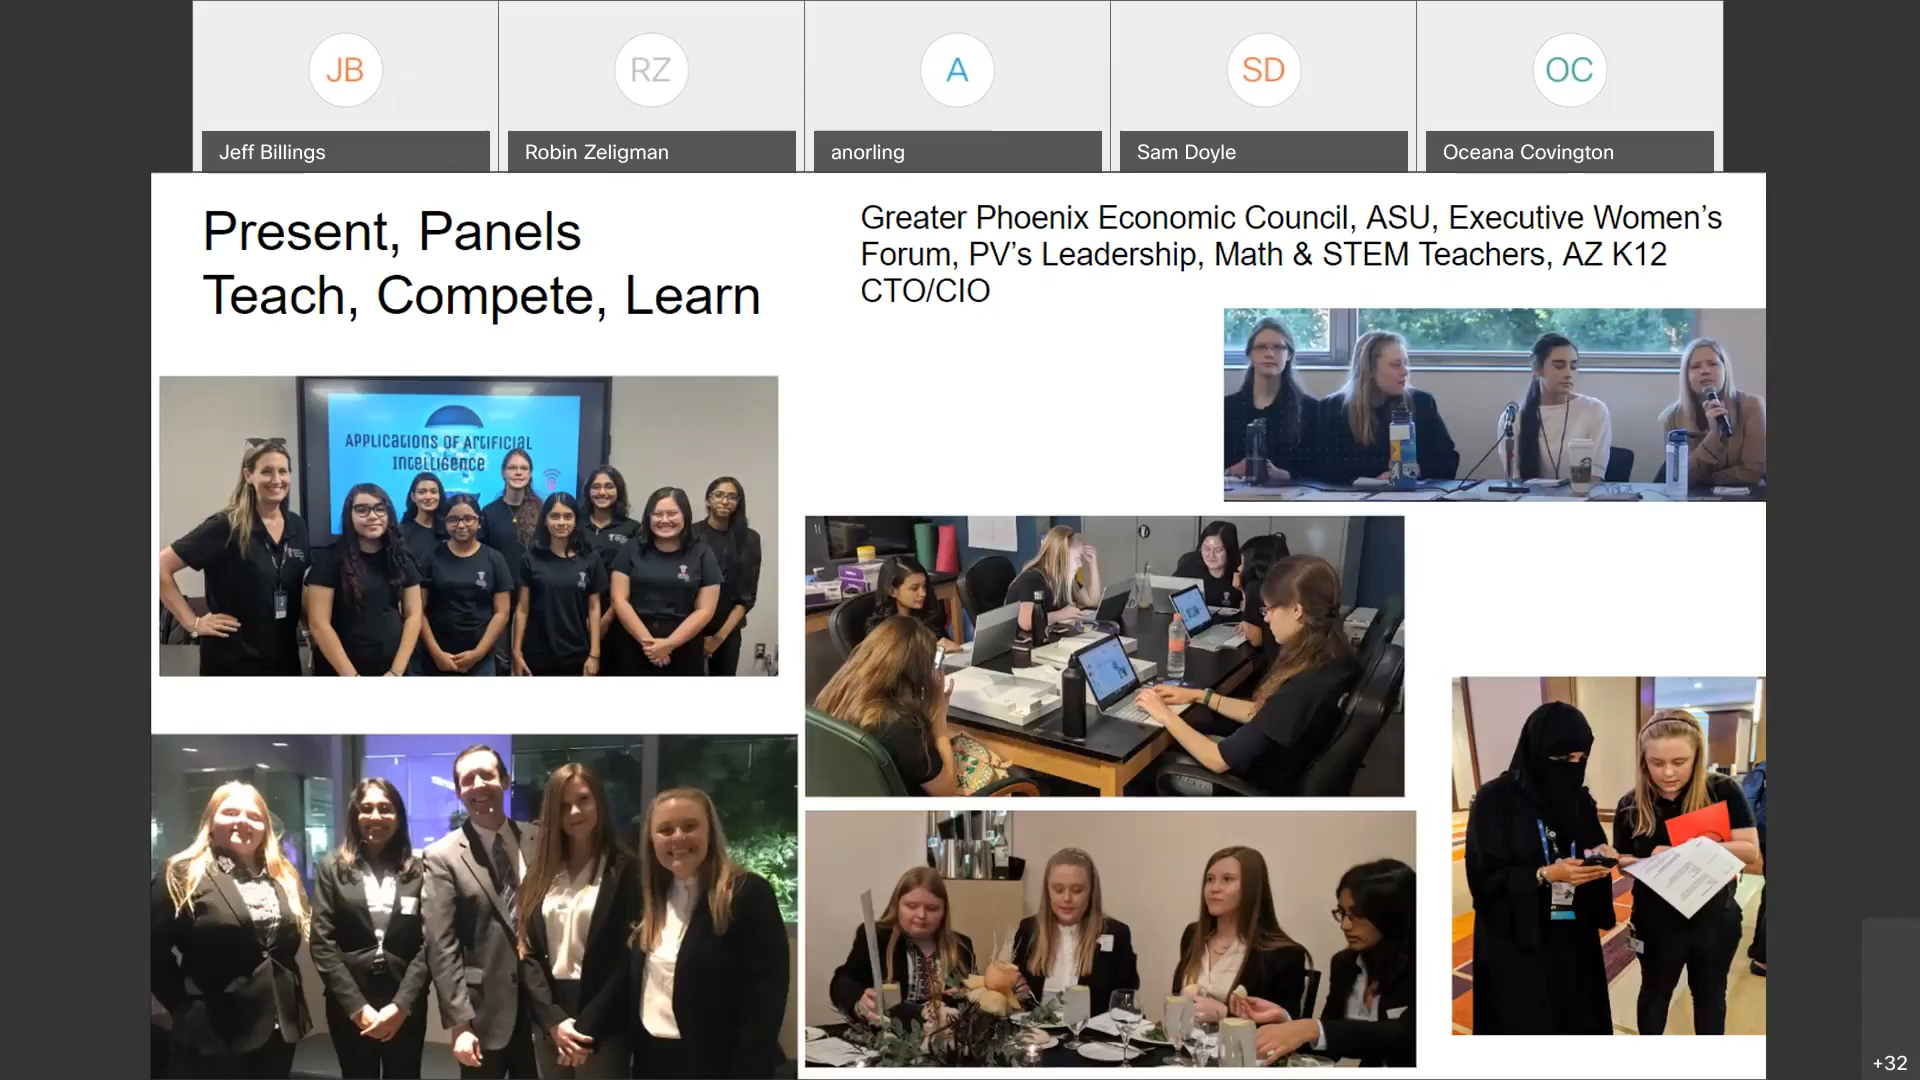 JB
RZ
A
SD
OC
Jeff Billings
Robin Zeligman
anorling
Sam Doyle
Oceana Covington
Present, Panels
Teach, Compete, Learn
Greater Phoenix Economic Council, ASU, Executive Women’s
Forum, PV’s Leadership, Math & STEM Teachers, AZ K12
CTO/CIO
Applications of Artificial
Intelligence
+32